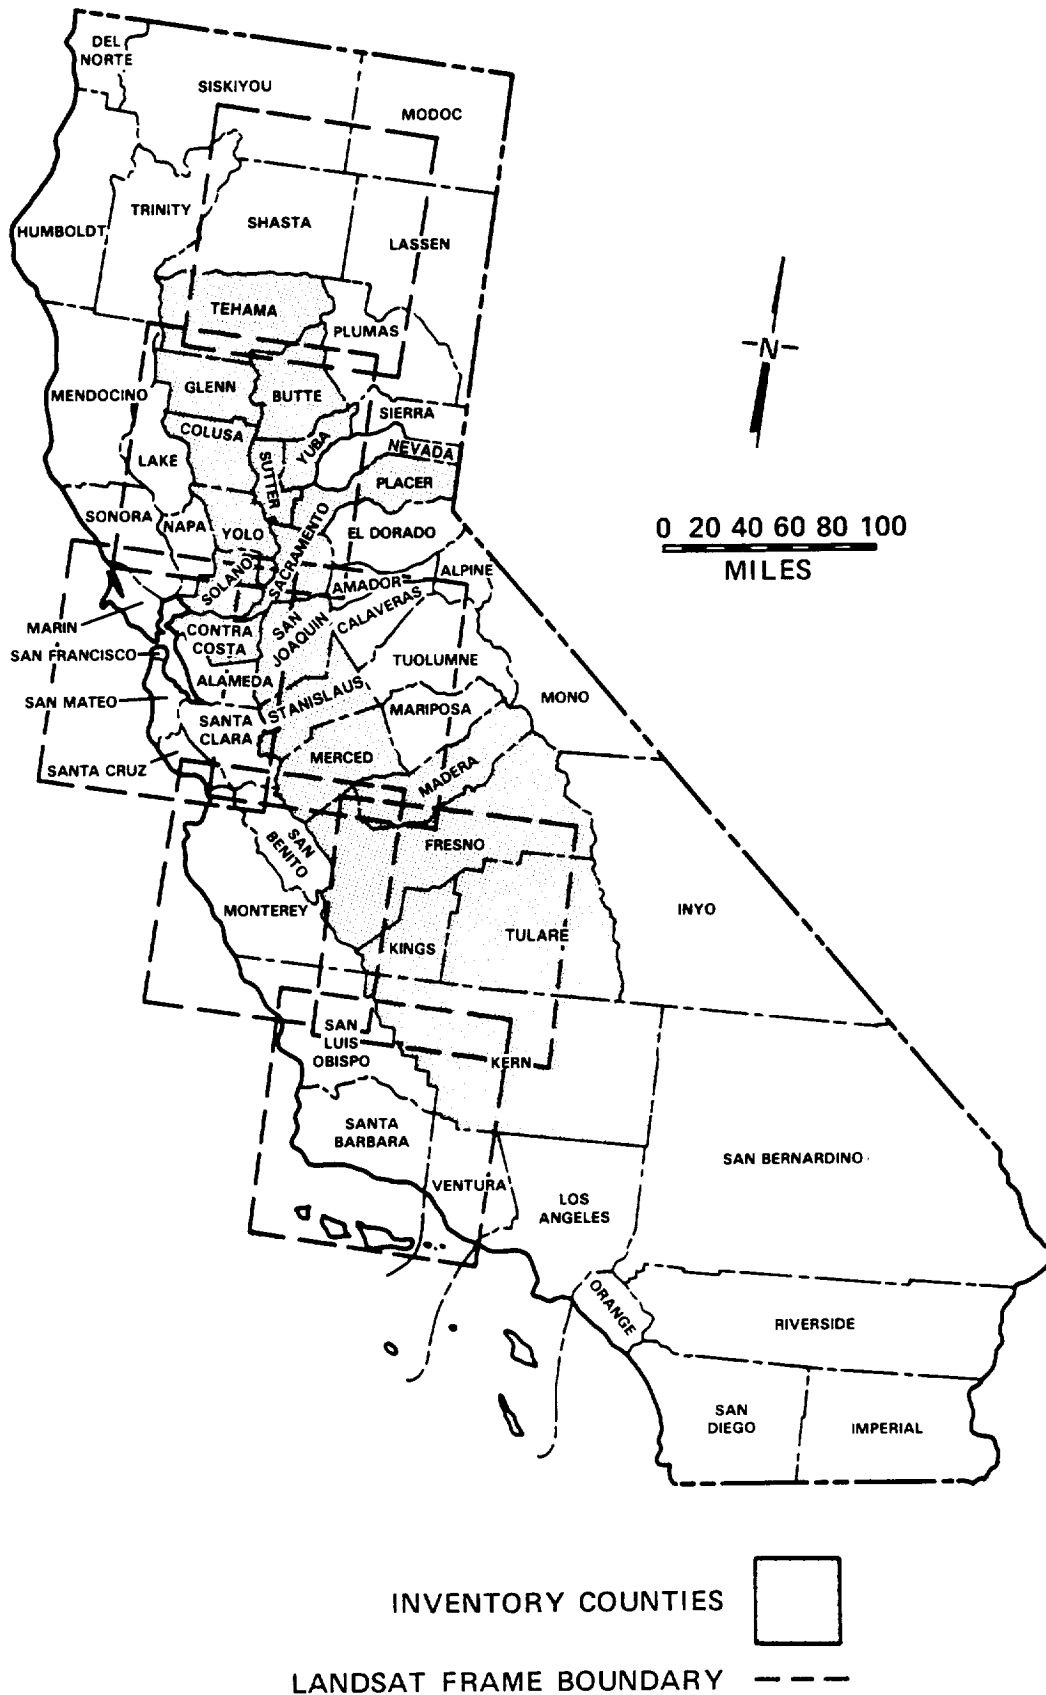 DEL
NORTE
SISKIYOU
MODOC
TRINITY
SHASTA
HUMBOLDT
LASSEN
TEHAMA
PLUMAS
N
MENDOCINO
GLENN
BUTTE
SIERRA
COLUSA
YUBA
NEVADA
LAKE
SUTTER
PLACER
SONORA
NAPA
YOLO
SACRAMENTO
EL DORADO
0 20 40 60 80 100
MILES
SOLANO
AMADOR
ALPINE
CALAVERAS
MARIN
CONTRA
COSTA
SAN
JOAQUIN
SAN FRANCISCO
TUOLUMNE
ALAMEDA
STANISLAUS
MONO
SAN MATEO
MARIPOSA
SANTA
CLARA
MERCED
SANTA CRUZ
MADERA
SAN
BENITO
FRESNO
MONTEREY
INYO
KINGS
TULARE
SAN
LUIS
OBISPO
KERN
SANTA
BARBARA
SAN BERNARDINO
VENTURA
LOS
ANGELES
ORANGE
RIVERSIDE
SAN
DIEGO
IMPERIAL
INVENTORY COUNTIES
LANDSAT FRAME BOUNDARY